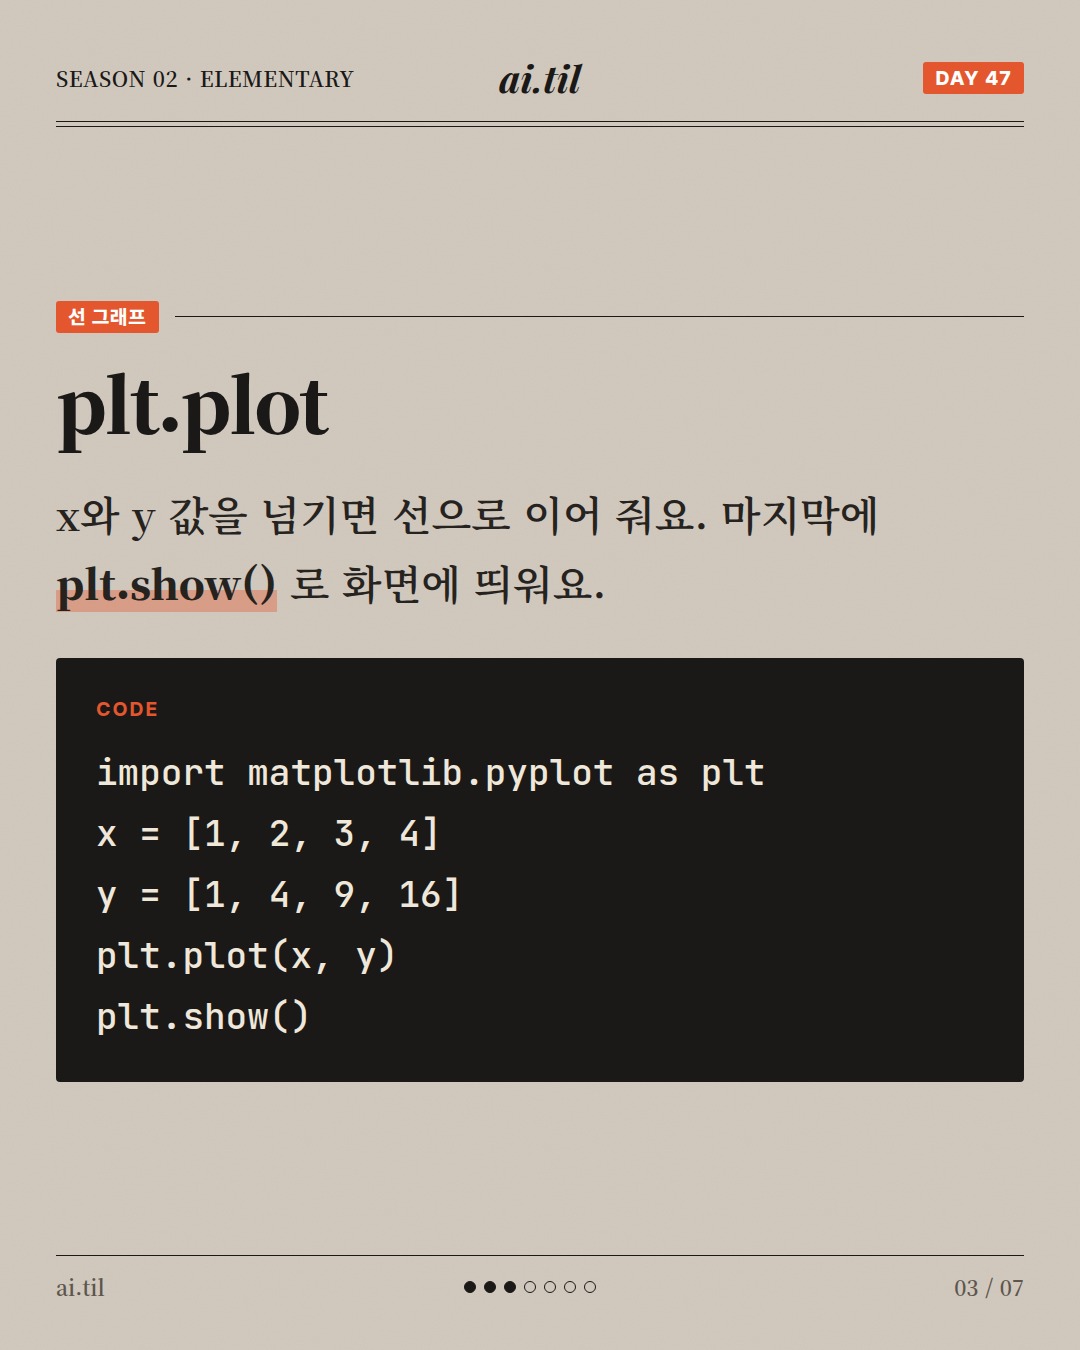 SEASON 02 · ELEMENTARY
ai.til
DAY 47
선 그래프
plt.plot
x와 y 값을 넘기면 선으로 이어 줘요. 마지막에
plt.show() 로 화면에 띄워요.
CODE
import matplotlib.pyplot as plt
x = [1, 2, 3, 4]
y = [1, 4, 9, 16]
plt.plot(x, y)
plt.show()
ai.til
03 / 07